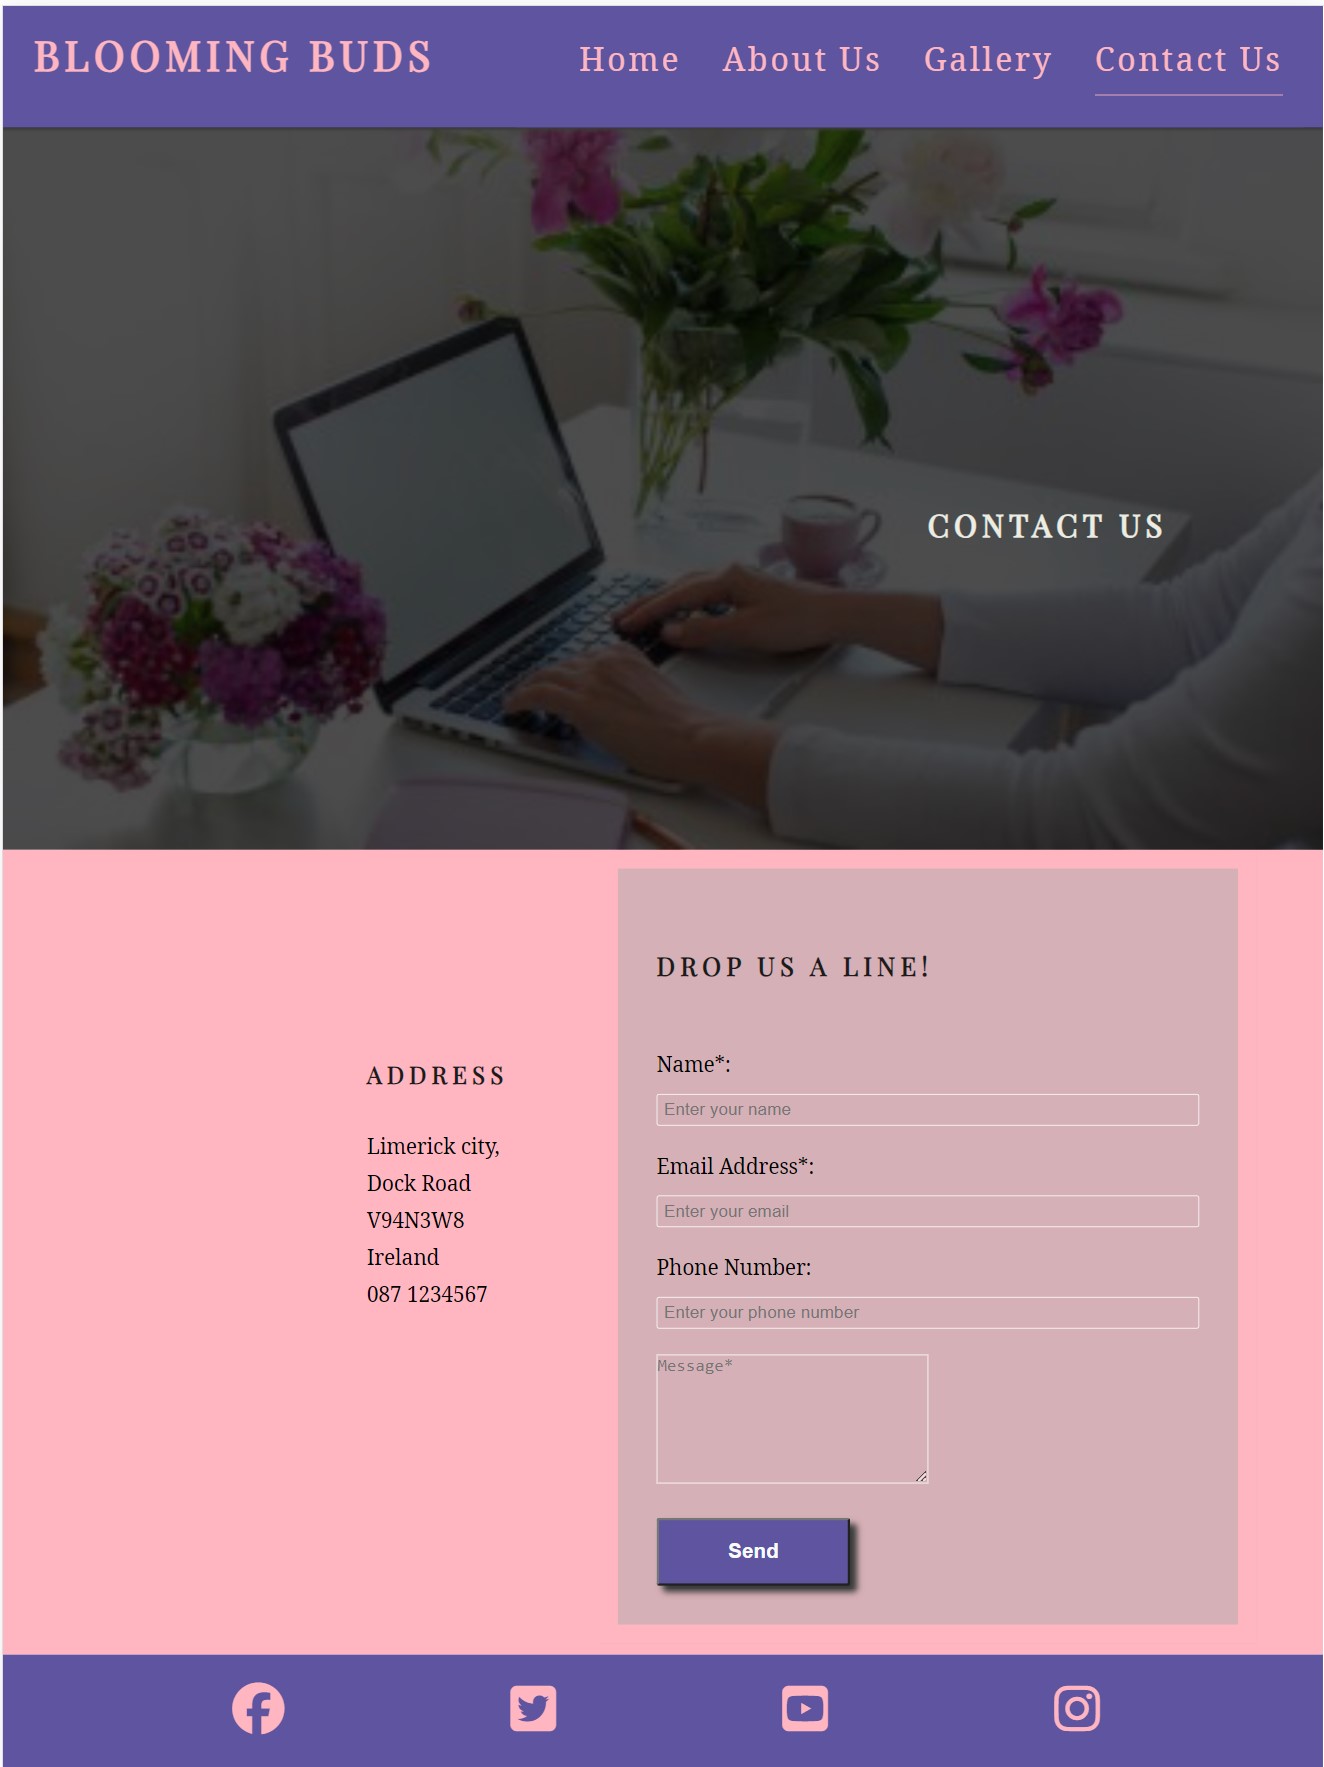 BLOOMING BUDS
Home About Us Gallery Contact Us
CONTACT US
ADDRESS
Limerick city,
Dock Road
V94N3W8
Ireland
087 1234567
DROP US A LINE!
Name*:
Enter your name
Email Address*:
Enter your email
Phone Number:
Enter your phone number
Message*
Send